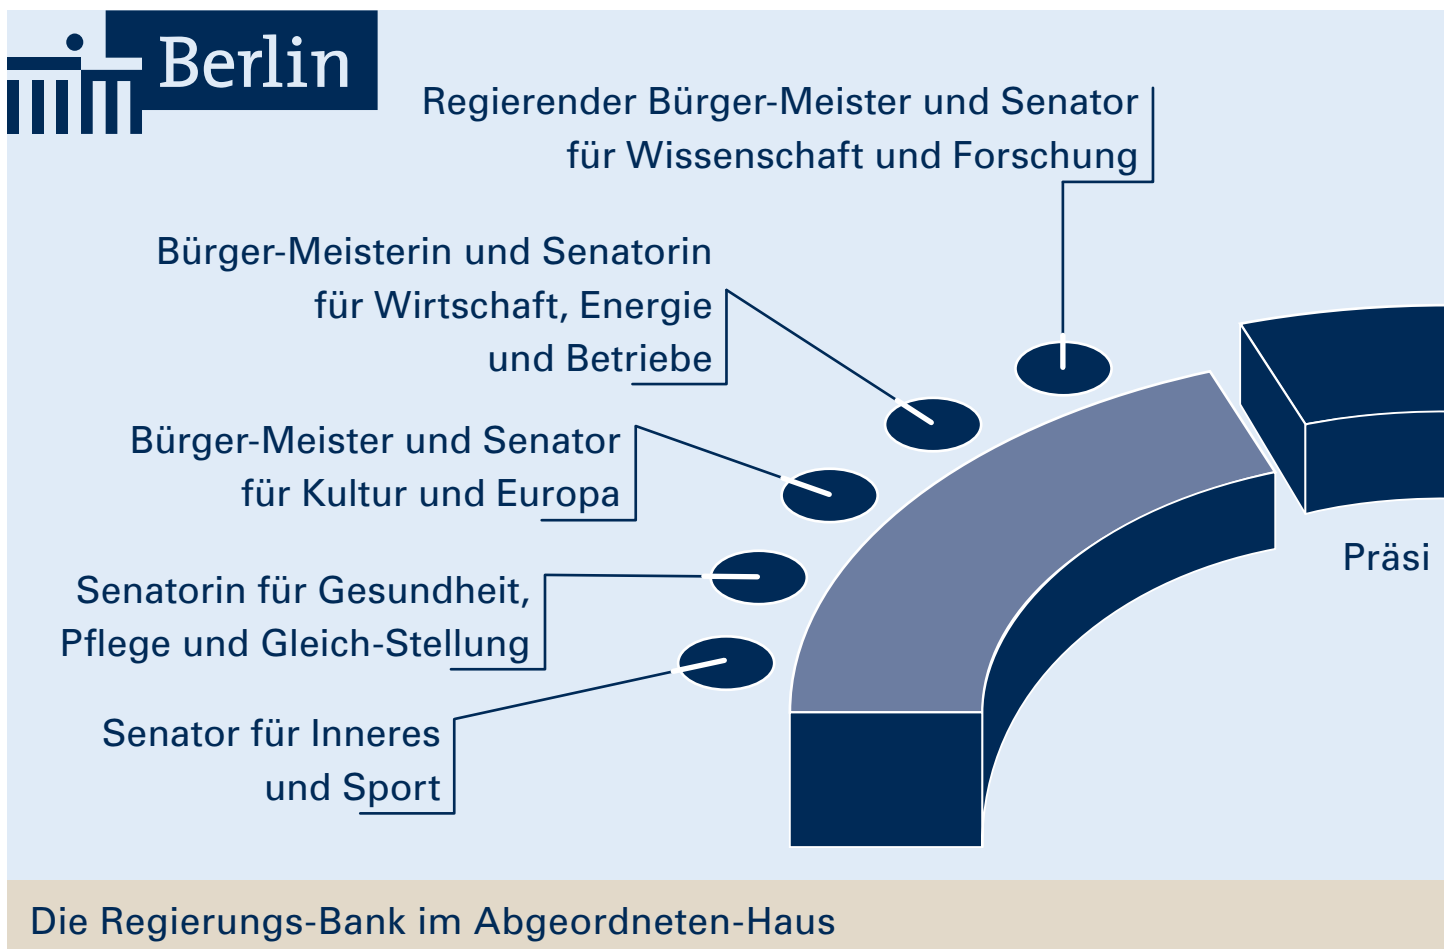 Berlin
Regierender Bürger-Meister und Senator
für Wissenschaft und Forschung
Bürger-Meisterin und Senatorin
für Wirtschaft, Energie
und Betriebe
Bürger-Meister und Senator
für Kultur und Europa
Senatorin für Gesundheit,
Pflege und Gleich-Stellung
Senator für Inneres
und Sport
Präsi
Die Regierungs-Bank im Abgeordneten-Haus